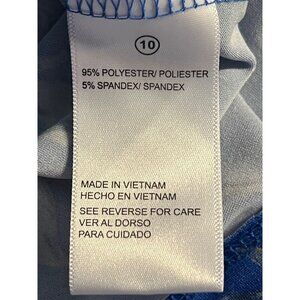 10
95% POLYESTER/ POLIESTER
5% SPANDEX/ SPANDEX
MADE IN VIETNAM
HECHO EN VIETNAM
SEE REVERSE FOR CARE
VER AL DORSO
PARA CUIDADO